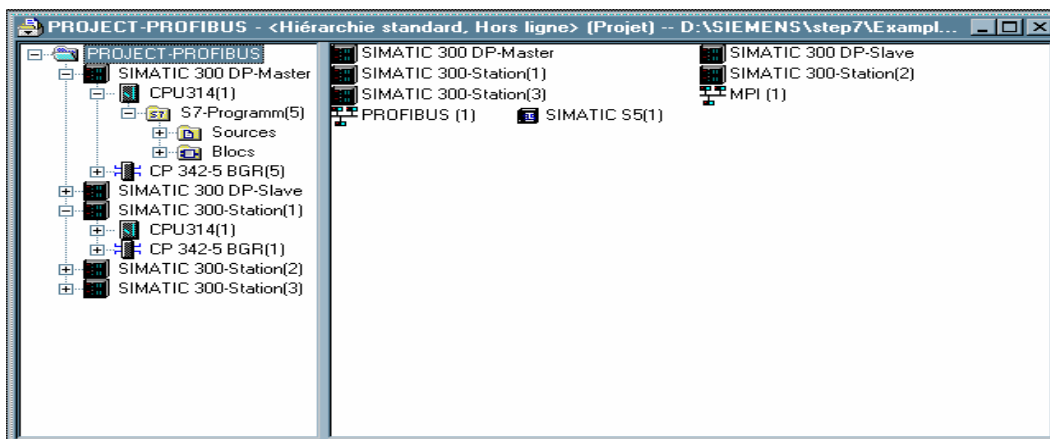 PROJECT-PROFIBUS - <Hiérarchie standard, Hors ligne> (Projet) -- D:\SIEMENS\step7\Exampl...
PROJECT-PROFIBUS
SIMATIC 300 DP-Master
CPU314(1)
S7-Programm(5)
Sources
Blocs
CP 342-5 BGR(5)
SIMATIC 300 DP-Slave
SIMATIC 300-Station(1)
CPU314(1)
CP 342-5 BGR(1)
SIMATIC 300-Station(2)
SIMATIC 300-Station(3)
SIMATIC 300 DP-Master
SIMATIC 300 DP-Slave
SIMATIC 300-Station(1)
SIMATIC 300-Station(2)
SIMATIC 300-Station(3)
MPI (1)
PROFIBUS (1)
SIMATIC S5(1)